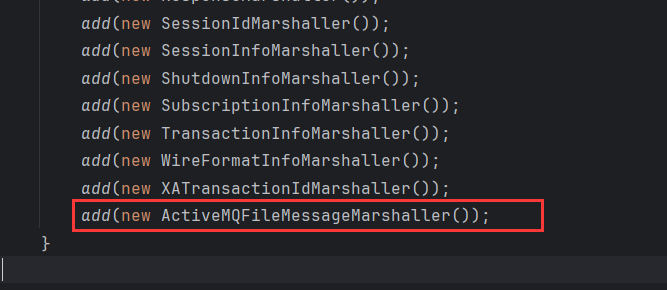 add(new SessionIdMarshaller());
add(new SessionInfoMarshaller());
add(new ShutdownInfoMarshaller());
add(new SubscriptionInfoMarshaller());
add(new TransactionInfoMarshaller());
add(new WireFormatInfoMarshaller());
add(new XATransactionIdMarshaller());
add(new ActiveMQFileMessageMarshaller());
}